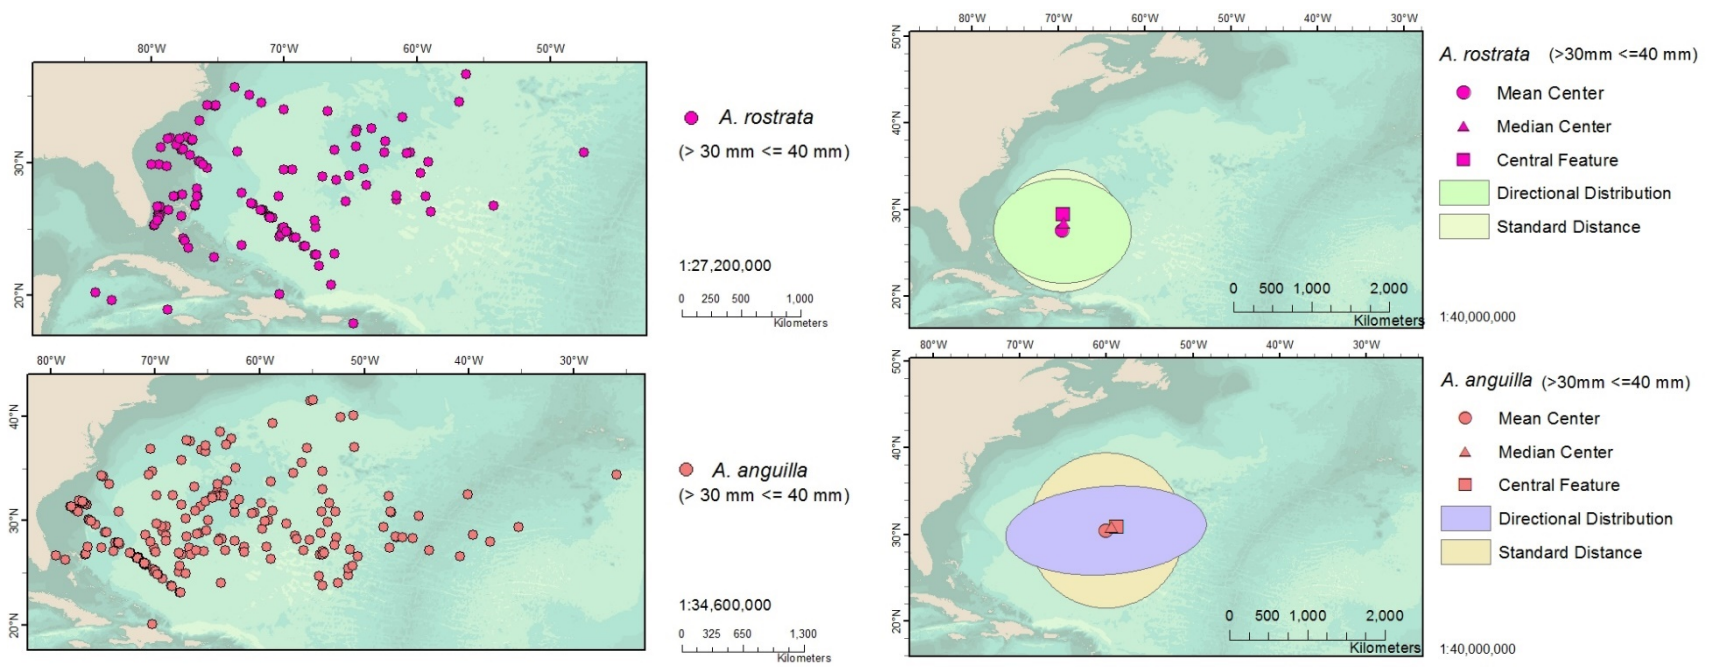 80°W 70°W 60°W 50°W
30°N
20°N
A. rostrata
(> 30 mm <= 40 mm)
1:27,200,000
0 250 500 1,000
Kilometers
80°W 70°W 60°W 50°W 40°W 30°W
50°N
40°N
30°N
20°N
0 500 1,000 2,000
Kilometers
A. rostrata (>30mm <=40 mm)
Mean Center
Median Center
Central Feature
Directional Distribution
Standard Distance
1:40,000,000
80°W 70°W 60°W 50°W 40°W 30°W
40°N
30°N
20°N
A. anguilla
(> 30 mm <= 40 mm)
1:34,600,000
0 325 650 1,300
Kilometers
80°W 70°W 60°W 50°W 40°W 30°W
50°N
40°N
30°N
20°N
0 500 1,000 2,000
Kilometers
A. anguilla (>30mm <=40 mm)
Mean Center
Median Center
Central Feature
Directional Distribution
Standard Distance
1:40,000,000